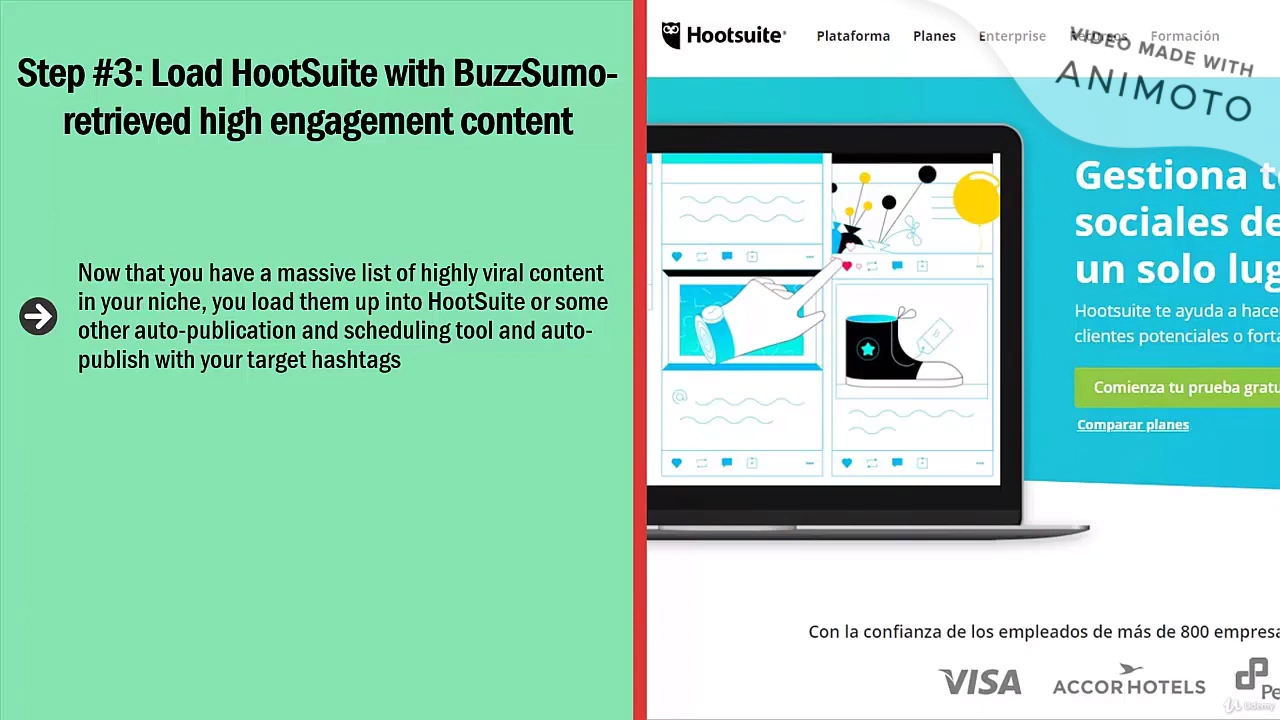 Step #3: Load HootSuite with BuzzSumo-
retrieved high engagement content
Now that you have a massive list of highly viral content
in your niche, you load them up into HootSuite or some
other auto-publication and scheduling tool and auto-
publish with your target hashtags
Hootsuite
Plataforma Planes Enterprise Recursos Formación
VIDEO MADE WITH
ANIMOTO
Gestiona t
sociales de
un solo lug
Hootsuite te ayuda a hace
clientes potenciales o forta
Comienza tu prueba gratu
Comparar planes
Con la confianza de los empleados de más de 800 empresa
VISA ACCORHOTELS Pe
Udemy